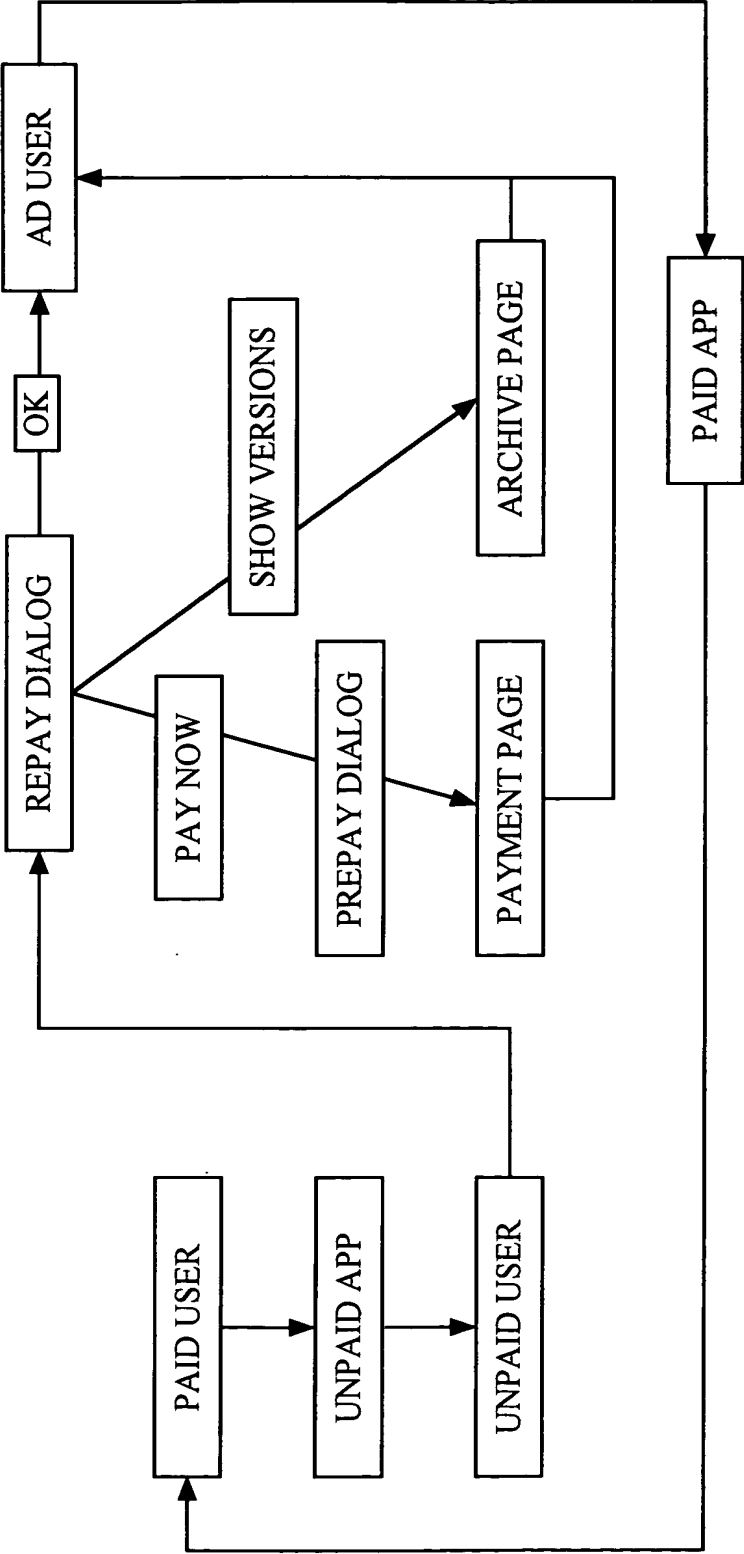 PAID USER
UNPAID APP
UNPAID USER
REPAY DIALOG
PAY NOW
PREPAY DIALOG
PAYMENT PAGE
OK
SHOW VERSIONS
ARCHIVE PAGE
AD USER
PAID APP